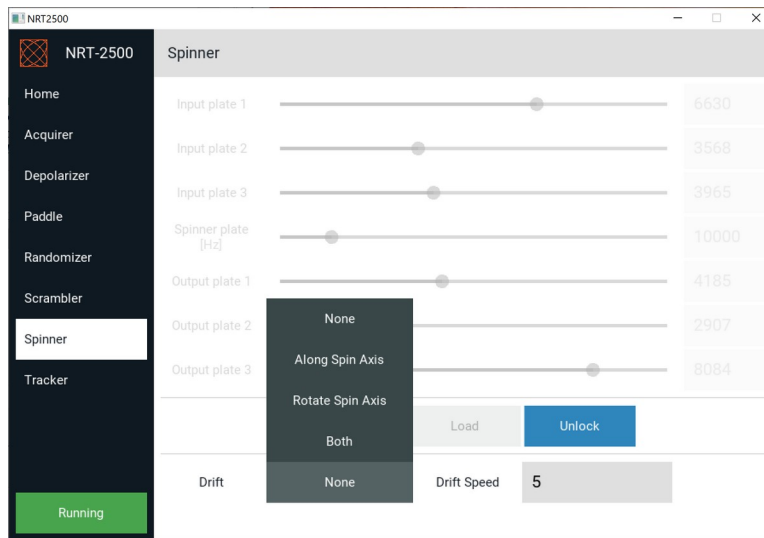 NRT2500
NRT-2500
Spinner
Home
Acquirer
Depolarizer
Paddle
Randomizer
Scrambler
Spinner
Tracker
Running
Input plate 1
6630
Input plate 2
3568
Input plate 3
3965
Spinner plate
[Hz]
10000
Output plate 1
4185
Output plate 2
2907
Output plate 3
8084
None
Along Spin Axis
Rotate Spin Axis
Both
Load
Unlock
Drift
None
Drift Speed
5